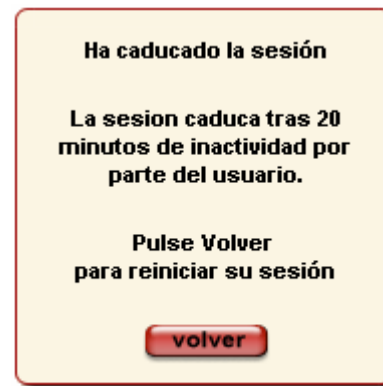 Ha caducado la sesión
La sesion caduca tras 20
minutos de inactividad por
parte del usuario.
Pulse Volver
para reiniciar su sesión
volver